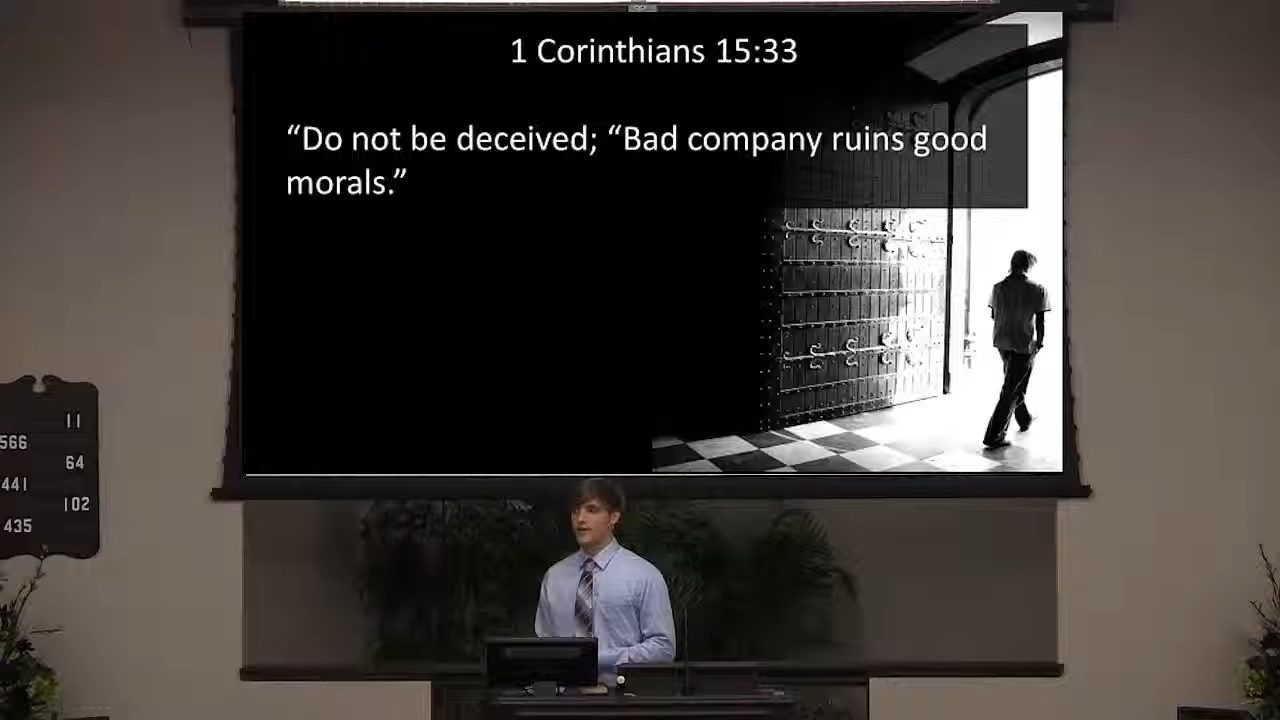 1 Corinthians 15:33
“Do not be deceived; “Bad company ruins good
morals.”
11
566
64
441
102
435